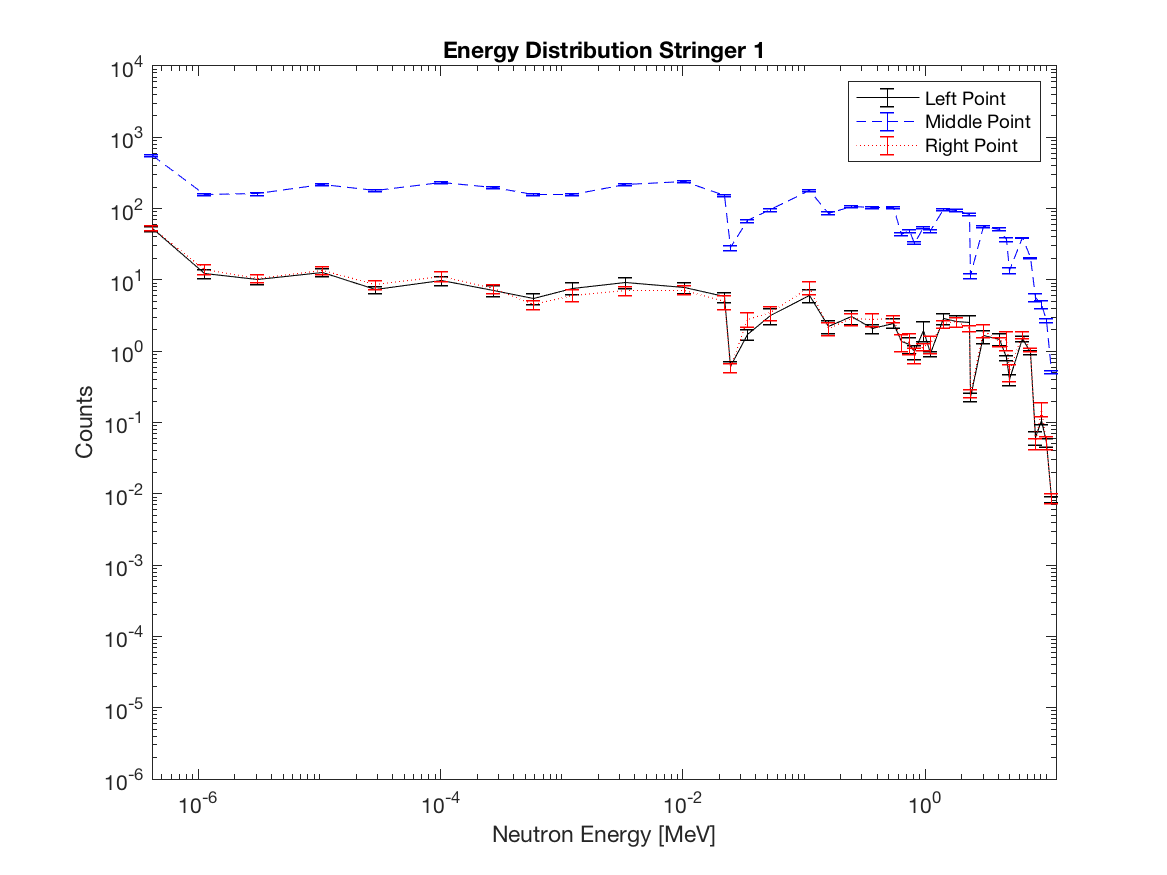 Energy Distribution Stringer 1
Left Point
Middle Point
Right Point
10^4
10^3
10^2
10^1
10^0
10^-1
10^-2
10^-3
10^-4
10^-5
10^-6
Counts
10^-6 10^-4 10^-2 10^0
Neutron Energy [MeV]